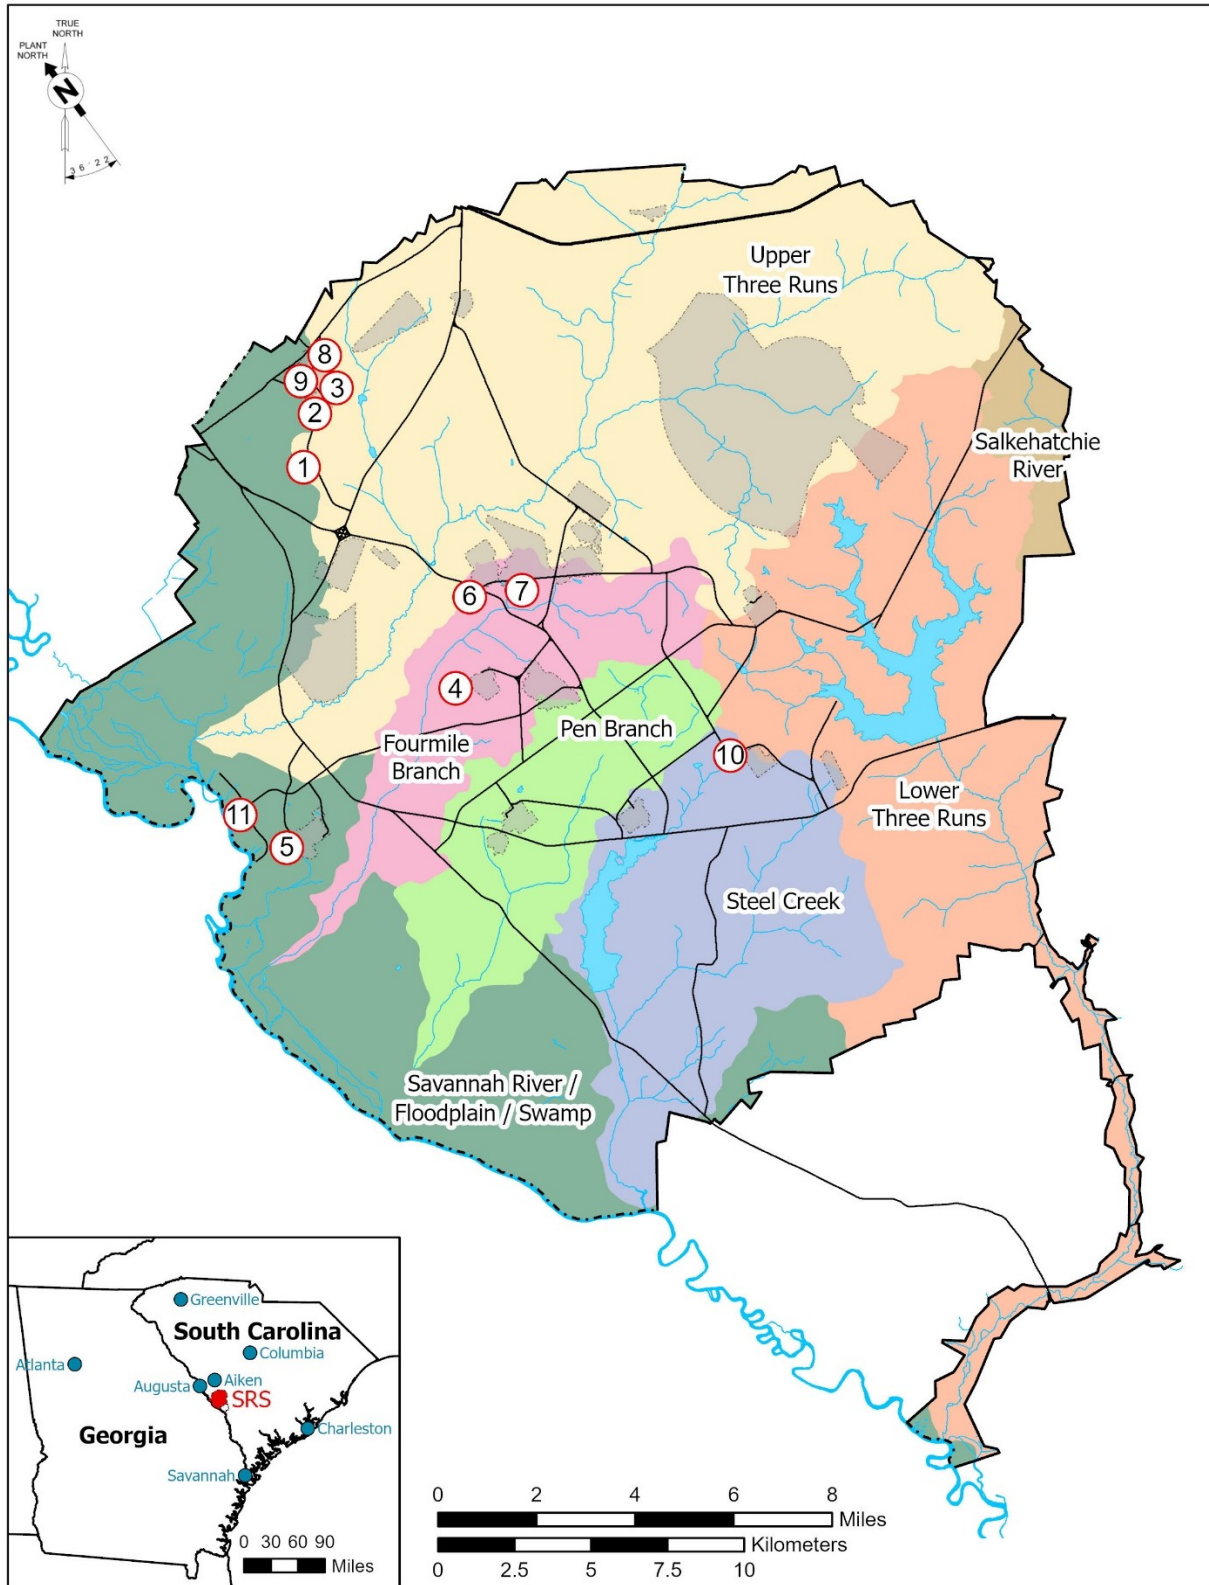 TRUE
NORTH
PLANT
NORTH
N
36°22'
Upper
Three Runs
8
9
3
2
Salkehatchie
River
1
6
7
4
Pen Branch
Fourmile
Branch
10
Lower
Three Runs
11
5
Steel Creek
Savannah River /
Floodplain / Swamp
Greenville
South Carolina
Columbia
Atlanta
Aiken
Augusta
SRS
Georgia
Charleston
Savannah
0 30 60 90
Miles
0 2 4 6 8
Miles
Kilometers
0 2.5 5 7.5 10